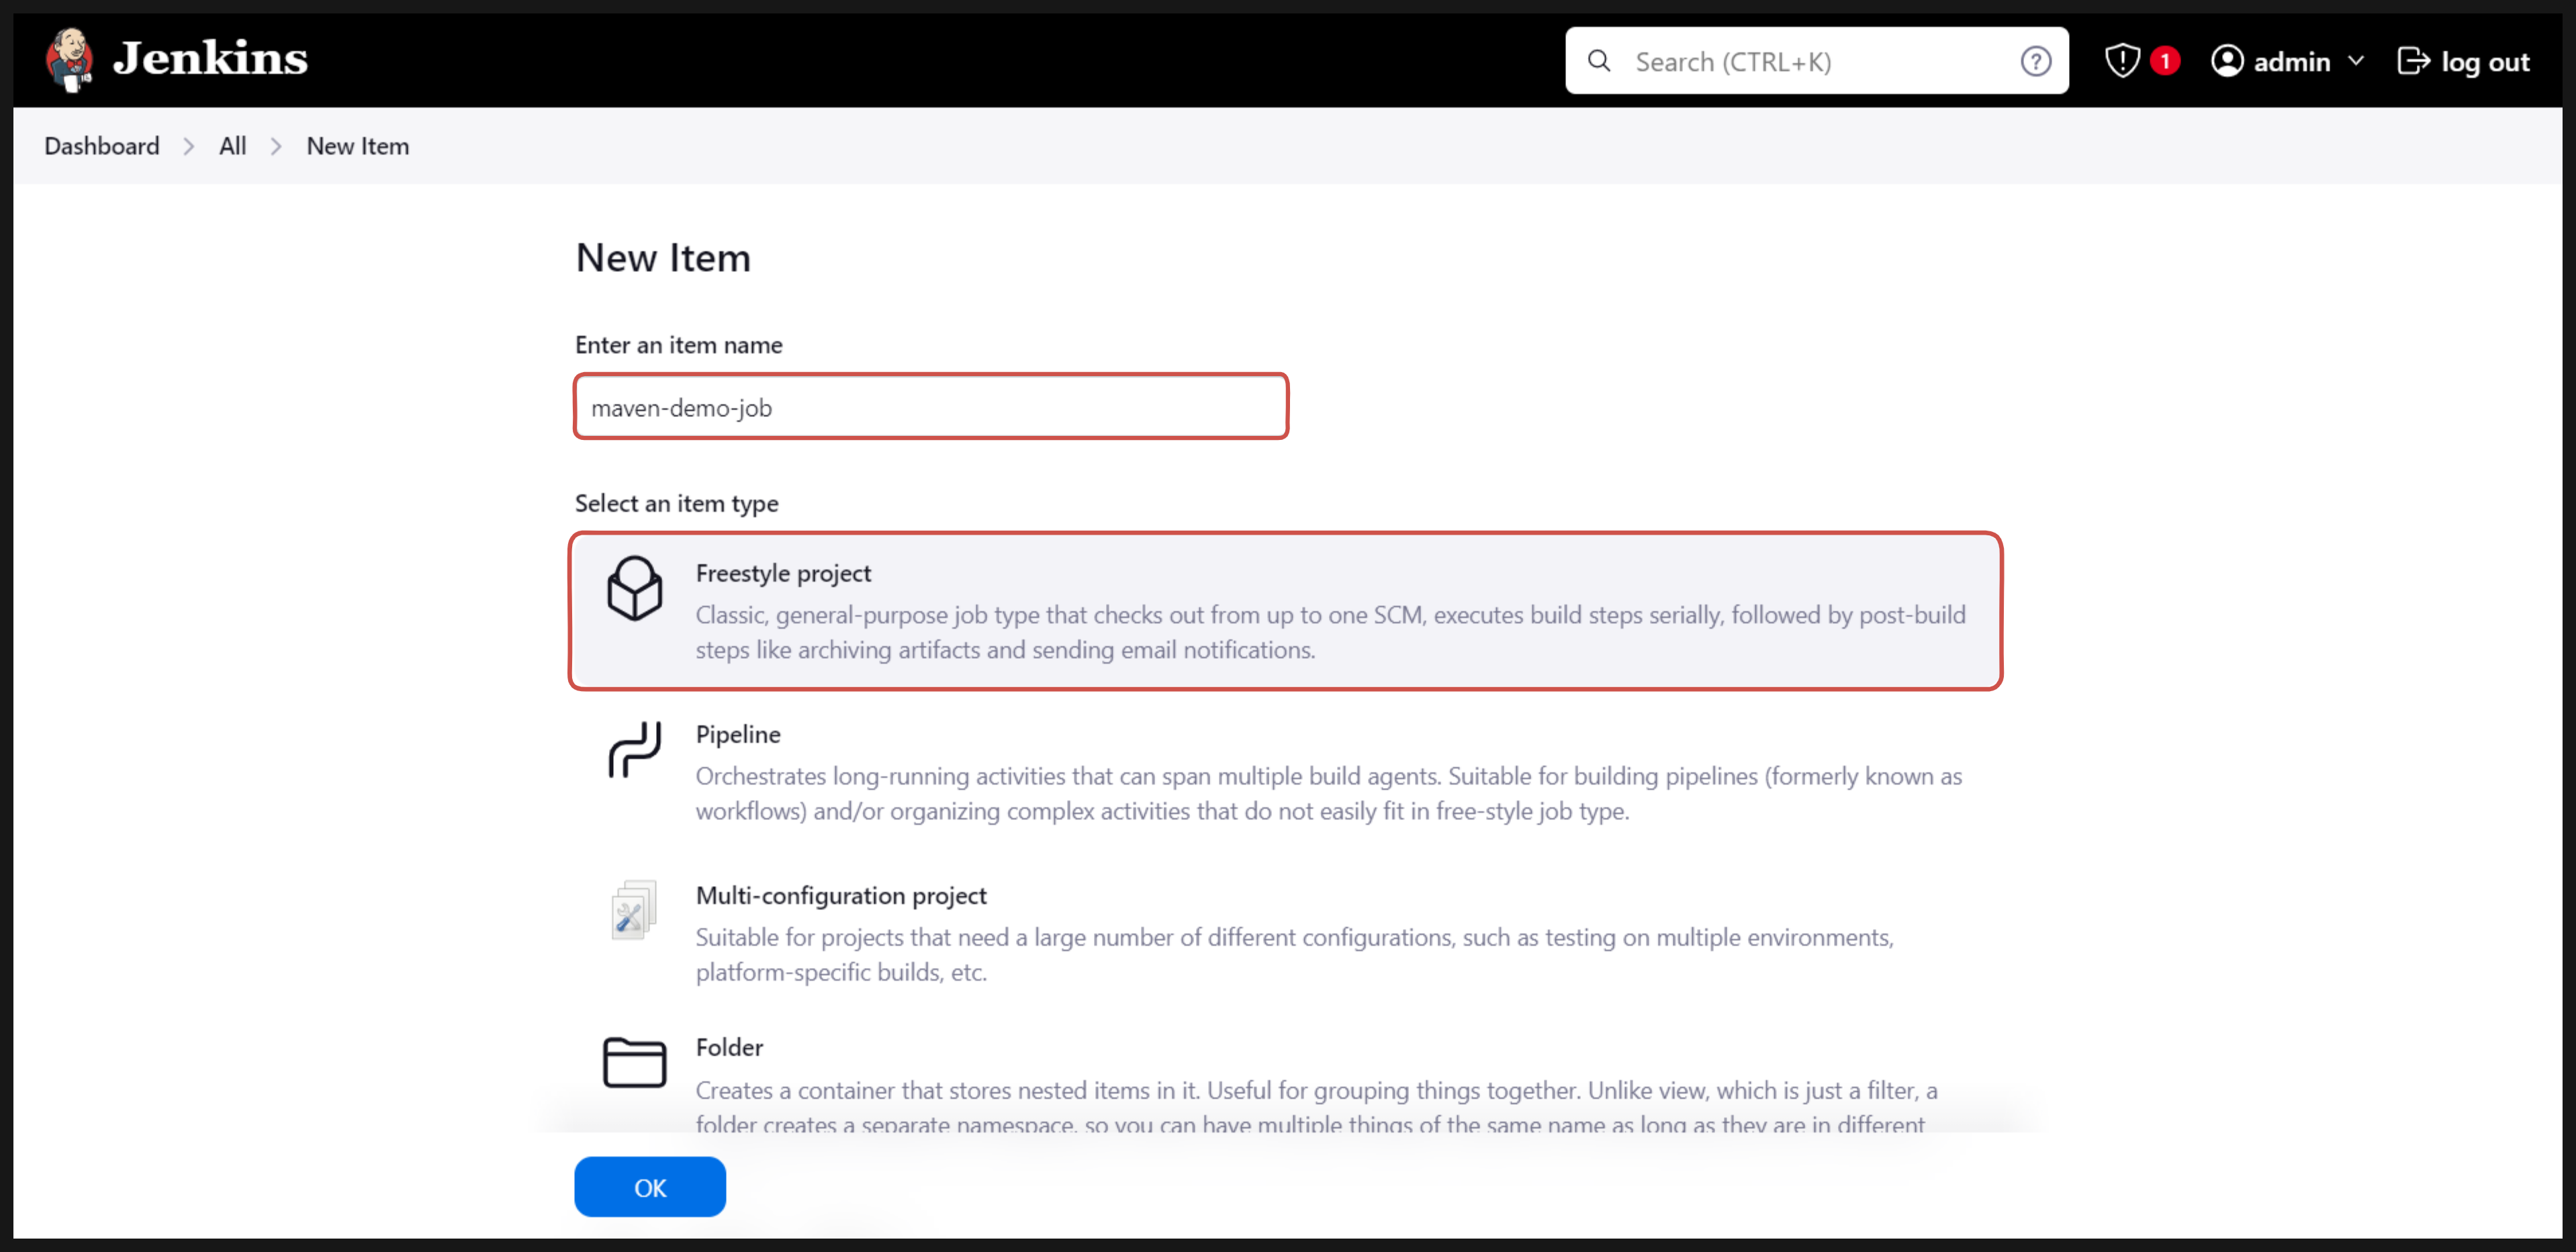 Jenkins
Search (CTRL+K)
?
1
admin
log out
Dashboard
All
New Item
New Item
Enter an item name
maven-demo-job
Select an item type
Freestyle project
Classic, general-purpose job type that checks out from up to one SCM, executes build steps serially, followed by post-build
steps like archiving artifacts and sending email notifications.
Pipeline
Orchestrates long-running activities that can span multiple build agents. Suitable for building pipelines (formerly known as
workflows) and/or organizing complex activities that do not easily fit in free-style job type.
Multi-configuration project
Suitable for projects that need a large number of different configurations, such as testing on multiple environments,
platform-specific builds, etc.
Folder
Creates a container that stores nested items in it. Useful for grouping things together. Unlike view, which is just a filter, a
folder creates a separate namespace, so you can have multiple things of the same name as long as they are in different
OK